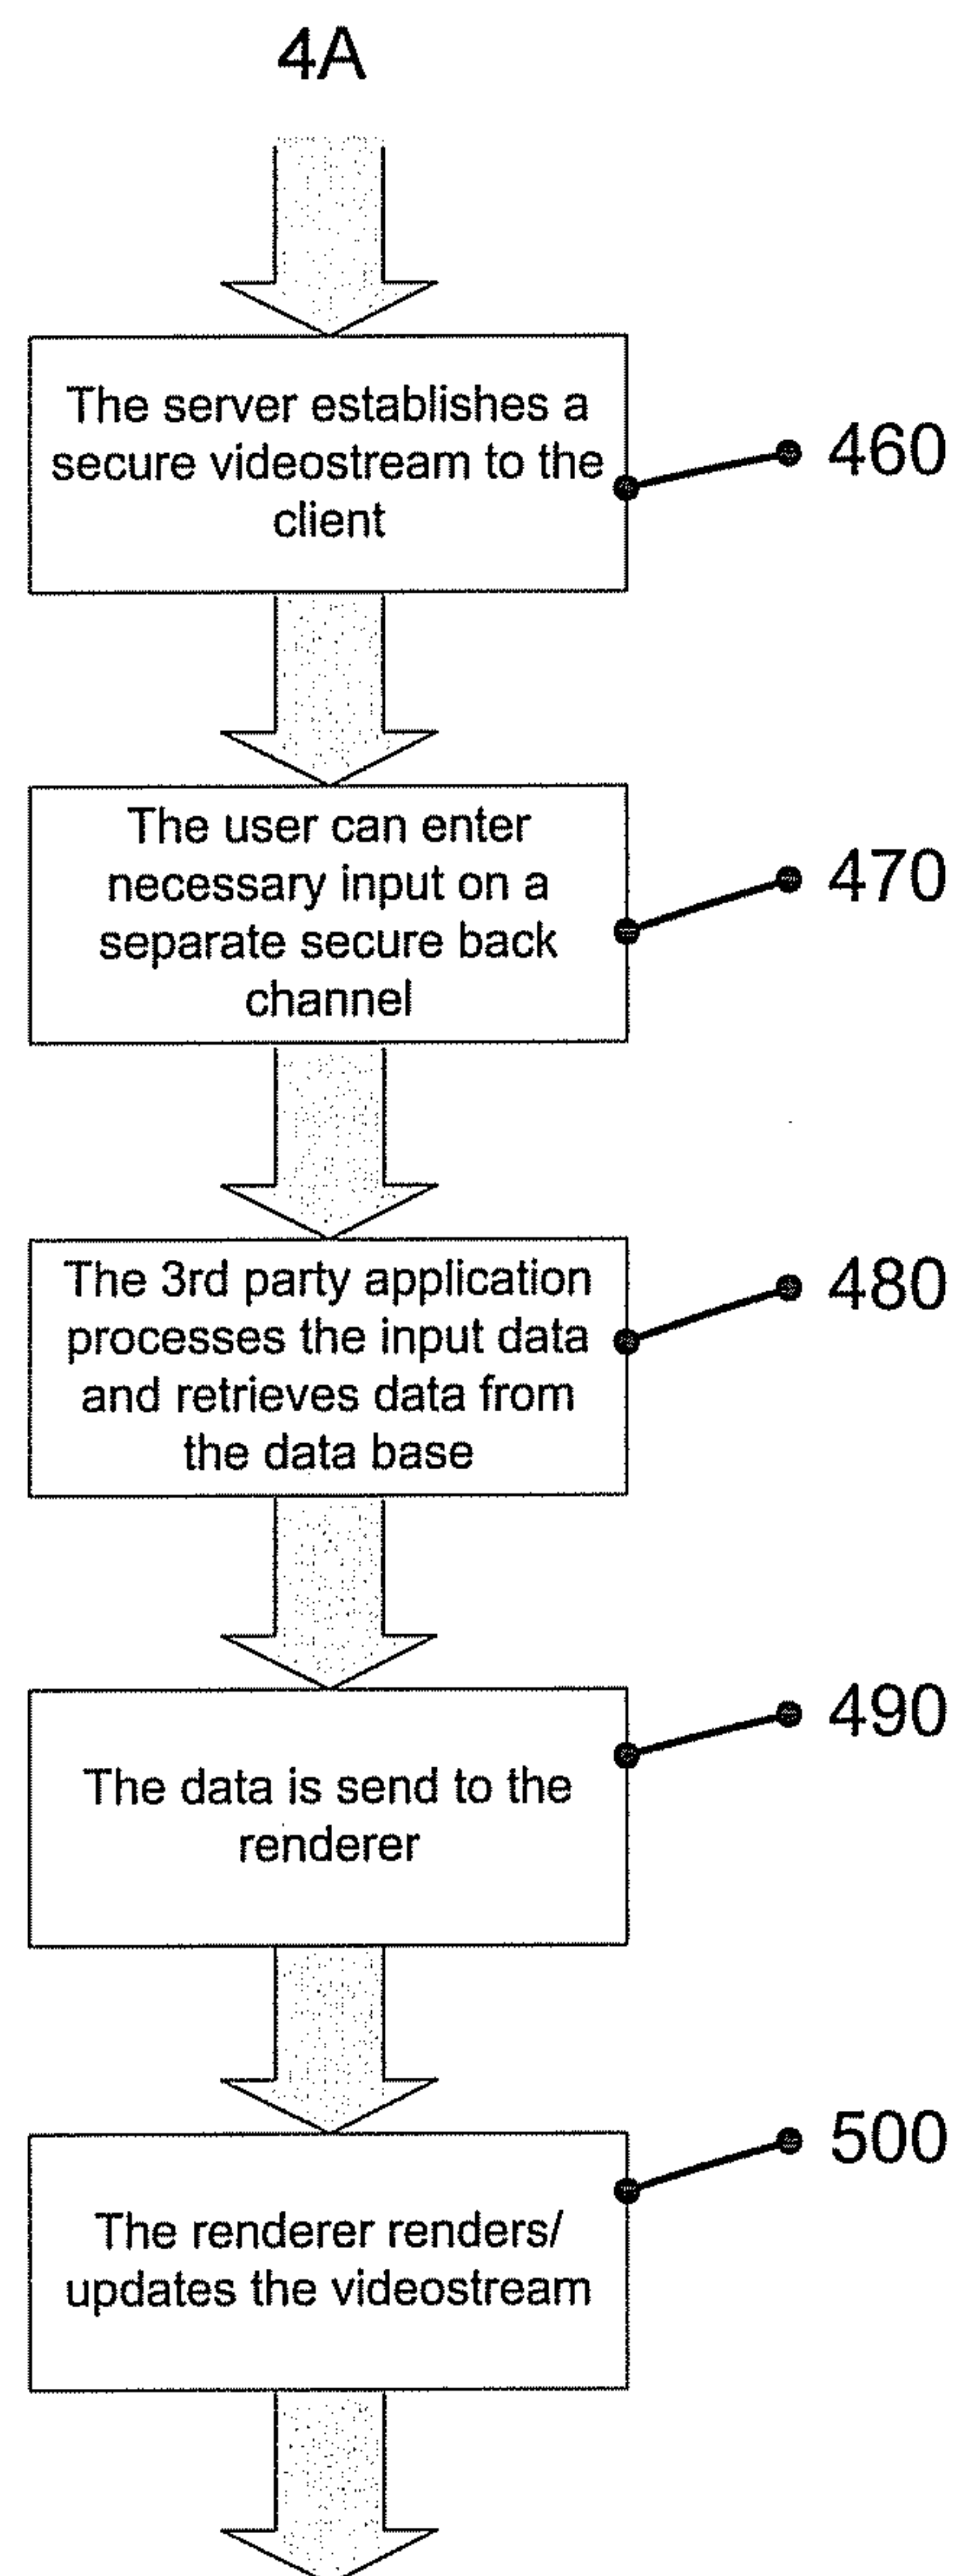 4A
The server establishes a
secure videostream to the
client
460
The user can enter
necessary input on a
separate secure back
channel
470
The 3rd party application
processes the input data
and retrieves data from
the data base
480
The data is send to the
renderer
490
The renderer renders/
updates the videostream
500